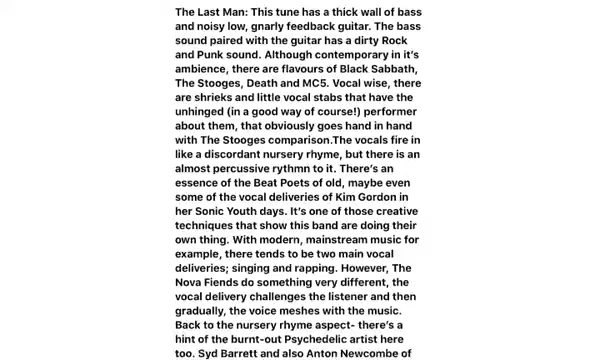 The Last Man: This tune has a thick wall of bass
and noisy low, gnarly feedback guitar. The bass
sound paired with the guitar has a dirty Rock
and Punk sound. Although contemporary in it's
ambience, there are flavours of Black Sabbath,
The Stooges, Death and MC5. Vocal wise, there
are shrieks and little vocal stabs that have the
unhinged (in a good way of course!) performer
about them, that obviously goes hand in hand
with The Stooges comparison.The vocals fire in
like a discordant nursery rhyme, but there is an
almost percussive rythmn to it. There's an
essence of the Beat Poets of old, maybe even
some of the vocal deliveries of Kim Gordon in
her Sonic Youth days. It's one of those creative
techniques that show this band are doing their
own thing. With modern, mainstream music for
example, there tends to be two main vocal
deliveries; singing and rapping. However, The
Nova Fiends do something very different, the
vocal delivery challenges the listener and then
gradually, the voice meshes with the music.
Back to the nursery rhyme aspect- there's a
hint of the burnt-out Psychedelic artist here
too. Syd Barrett and also Anton Newcombe of